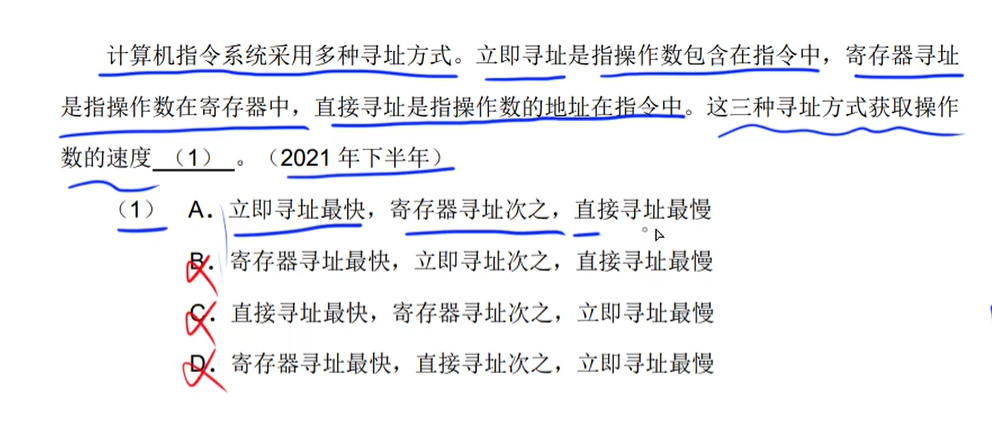 计算机指令系统采用多种寻址方式。立即寻址是指操作数包含在指令中，寄存器寻址
是指操作数在寄存器中，直接寻址是指操作数的地址在指令中。这三种寻址方式获取操作
数的速度 （1） 。（2021 年下半年）
（1） A．立即寻址最快，寄存器寻址次之，直接寻址最慢
B．寄存器寻址最快，立即寻址次之，直接寻址最慢
C．直接寻址最快，寄存器寻址次之，立即寻址最慢
D．寄存器寻址最快，直接寻址次之，立即寻址最慢